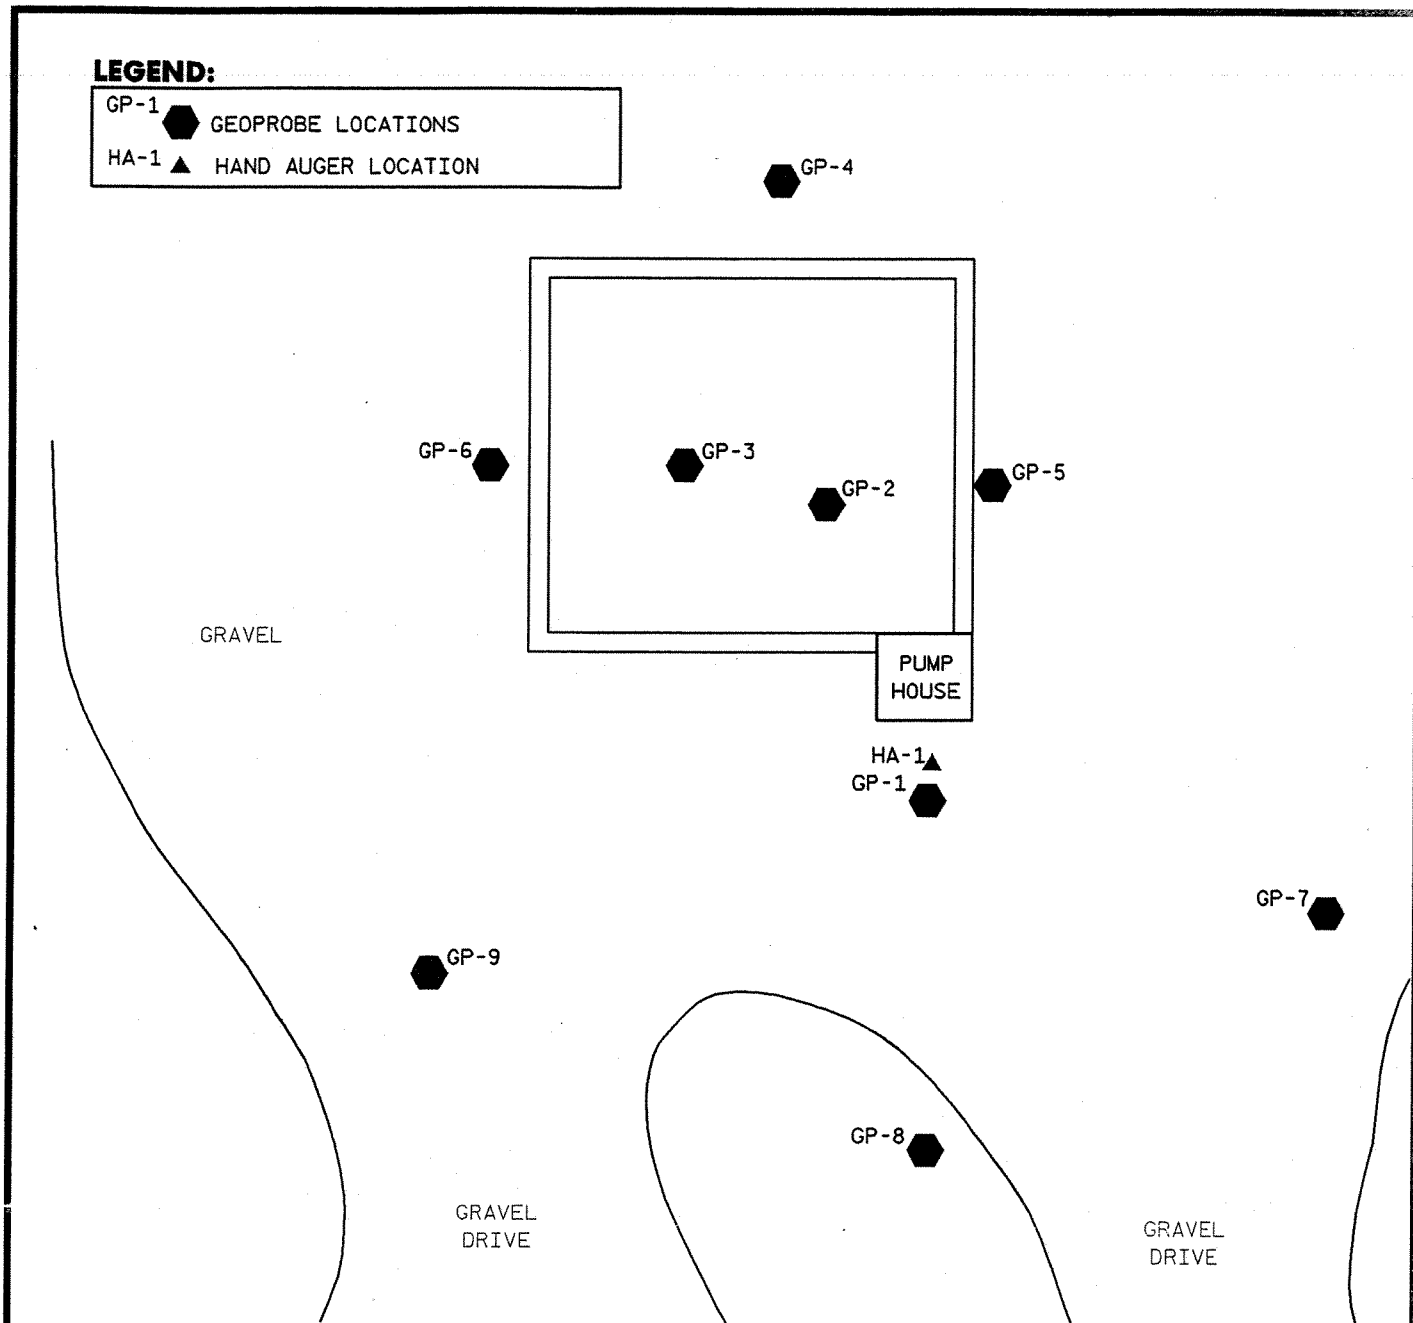 LEGEND:
GP-1 GEOPROBE LOCATIONS
HA-1 HAND AUGER LOCATION
GP-4
GP-6
GP-3
GP-2
GP-5
GRAVEL
PUMP
HOUSE
HA-1
GP-1
GP-7
GP-9
GP-8
GRAVEL
DRIVE
GRAVEL
DRIVE